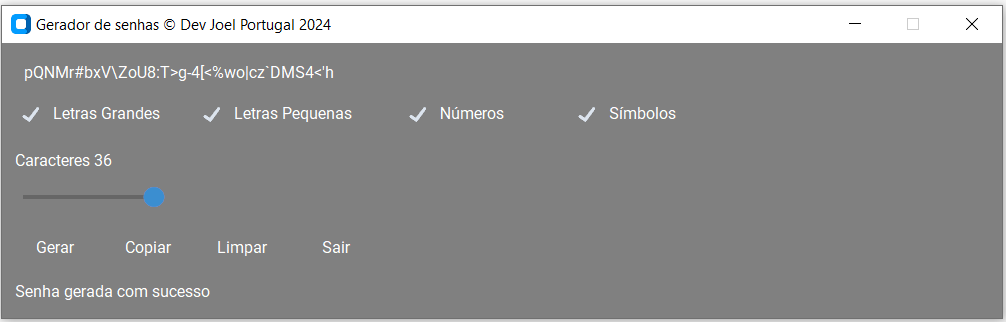 Gerador de senhas © Dev Joel Portugal 2024
pQNMr#bxV\ZoU8:T>g-4[<%wo|cz`DMS4<'h
Letras Grandes Letras Pequenas Números Símbolos
Caracteres 36
Gerar Copiar Limpar Sair
Senha gerada com sucesso